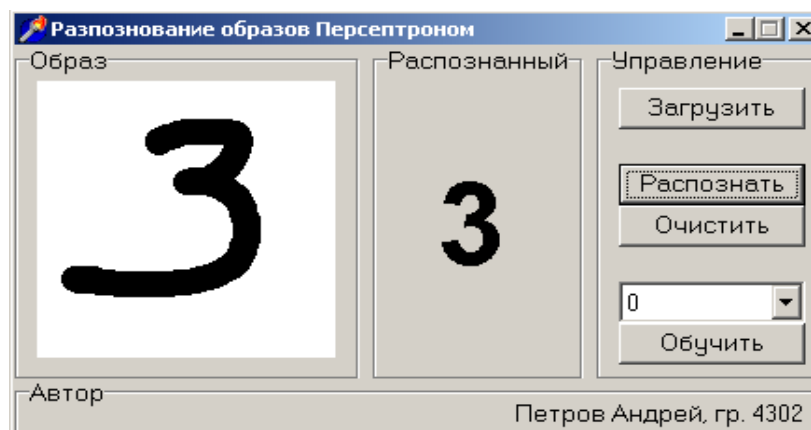 Разпознование образов Персептроном
Образ
Распознанный
Управление
3
3
Загрузить
Распознать
Очистить
0
Обучить
Автор
Петров Андрей, гр. 4302